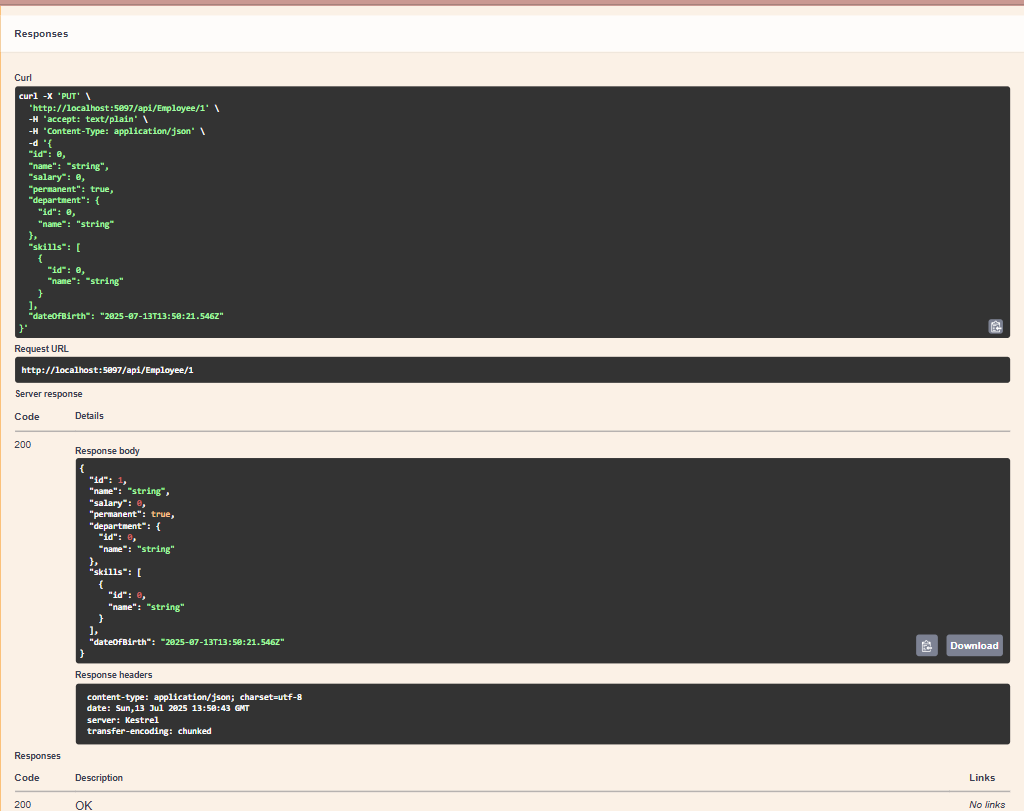 Responses
Curl
curl -X 'PUT' \
  'http://localhost:5097/api/Employee/1' \
  -H 'accept: text/plain' \
  -H 'Content-Type: application/json' \
  -d '{
  "id": 0,
  "name": "string",
  "salary": 0,
  "permanent": true,
  "department": {
    "id": 0,
    "name": "string"
  },
  "skills": [
    {
      "id": 0,
      "name": "string"
    }
  ],
  "dateOfBirth": "2025-07-13T13:50:21.546Z"
}'
Request URL
http://localhost:5097/api/Employee/1
Server response
Code Details
200
Response body
{
  "id": 1,
  "name": "string",
  "salary": 0,
  "permanent": true,
  "department": {
    "id": 0,
    "name": "string"
  },
  "skills": [
    {
      "id": 0,
      "name": "string"
    }
  ],
  "dateOfBirth": "2025-07-13T13:50:21.546Z"
}
Download
Response headers
content-type: application/json; charset=utf-8
date: Sun,13 Jul 2025 13:50:43 GMT
server: Kestrel
transfer-encoding: chunked
Responses
Code Description Links
200 OK No links